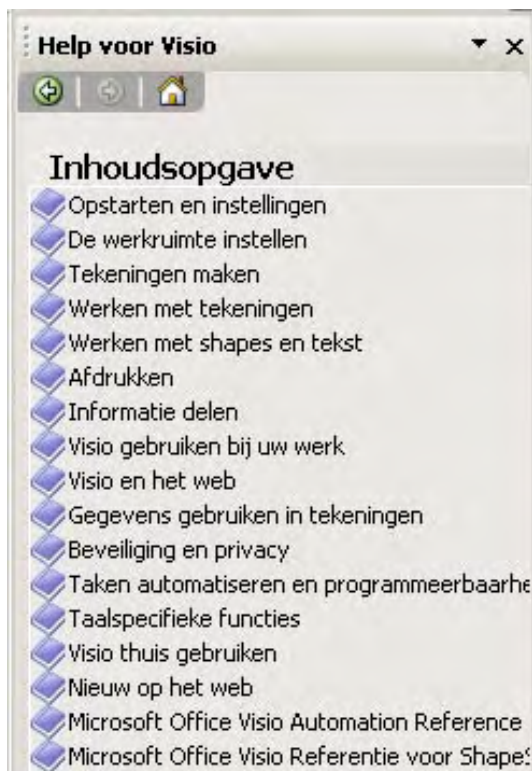 Help voor Visio
Inhoudsopgave
Opstarten en instellingen
De werkruimte instellen
Tekeningen maken
Werken met tekeningen
Werken met shapes en tekst
Afdrukken
Informatie delen
Visio gebruiken bij uw werk
Visio en het web
Gegevens gebruiken in tekeningen
Beveiliging en privacy
Taken automatiseren en programmeerbaarhe
Taalspecifieke functies
Visio thuis gebruiken
Nieuw op het web
Microsoft Office Visio Automation Reference
Microsoft Office Visio Referentie voor ShapeS